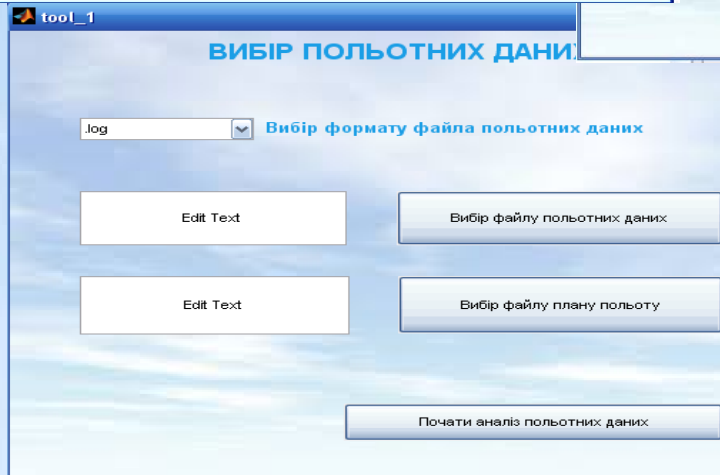 tool_1
ВИБІР ПОЛЬОТНИХ
.log
Вибір формату файла польотних даних
Edit Text
Вибір файлу польотних даних
Edit Text
Вибір файлу плану польоту
Почати аналіз польотних даних